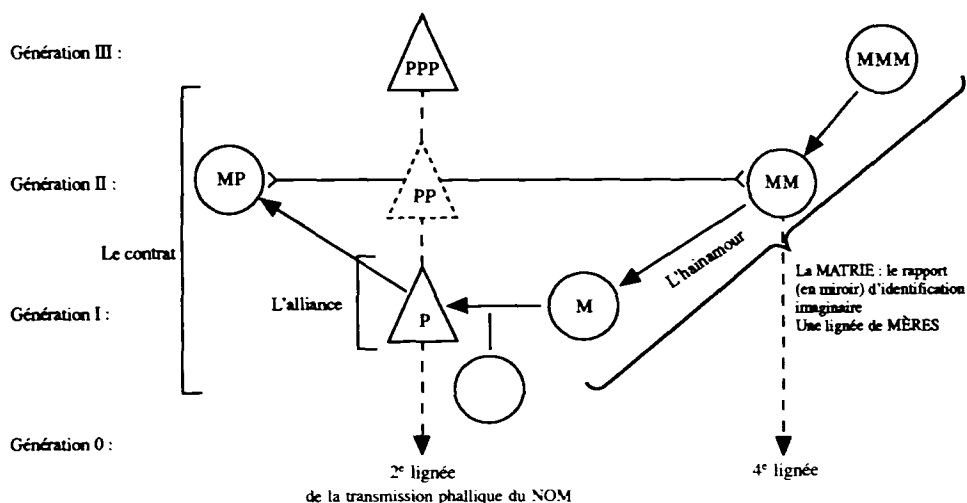 Génération III :
PPP
MMM
Génération II :
MP
PP
MM
Le contrat
L'hainamour
L'alliance
La MATRIE : le rapport
(en miroir) d'identification
imaginaire
Une lignée de MÈRES
Génération I :
P
M
Génération 0 :
2e lignée
de la transmission phallique du NOM
4e lignée